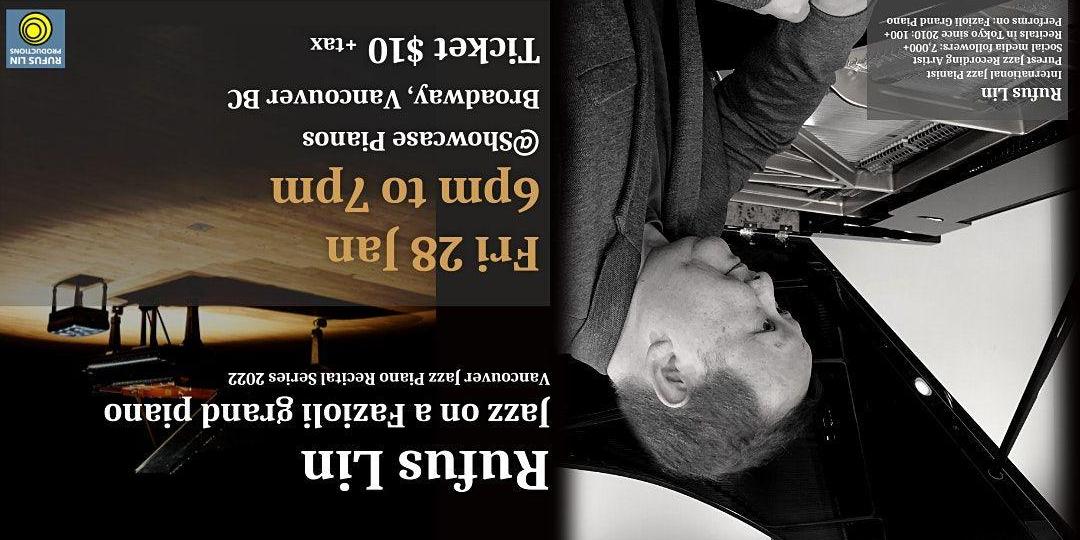 Rufus Lin
International Jazz Pianist
Purest Jazz Recording Artist
Social media followers: 7,000+
Recitals in Tokyo since 2010: 100+
Performs on: Fazioli Grand Piano
Rufus Lin
Jazz on a Fazioli grand piano
Vancouver Jazz Piano Recital Series 2022
Fri 28 Jan
6pm to 7pm
@Showcase Pianos
Broadway, Vancouver BC
Ticket $10 +tax
RUFUS LIN
PRODUCTIONS